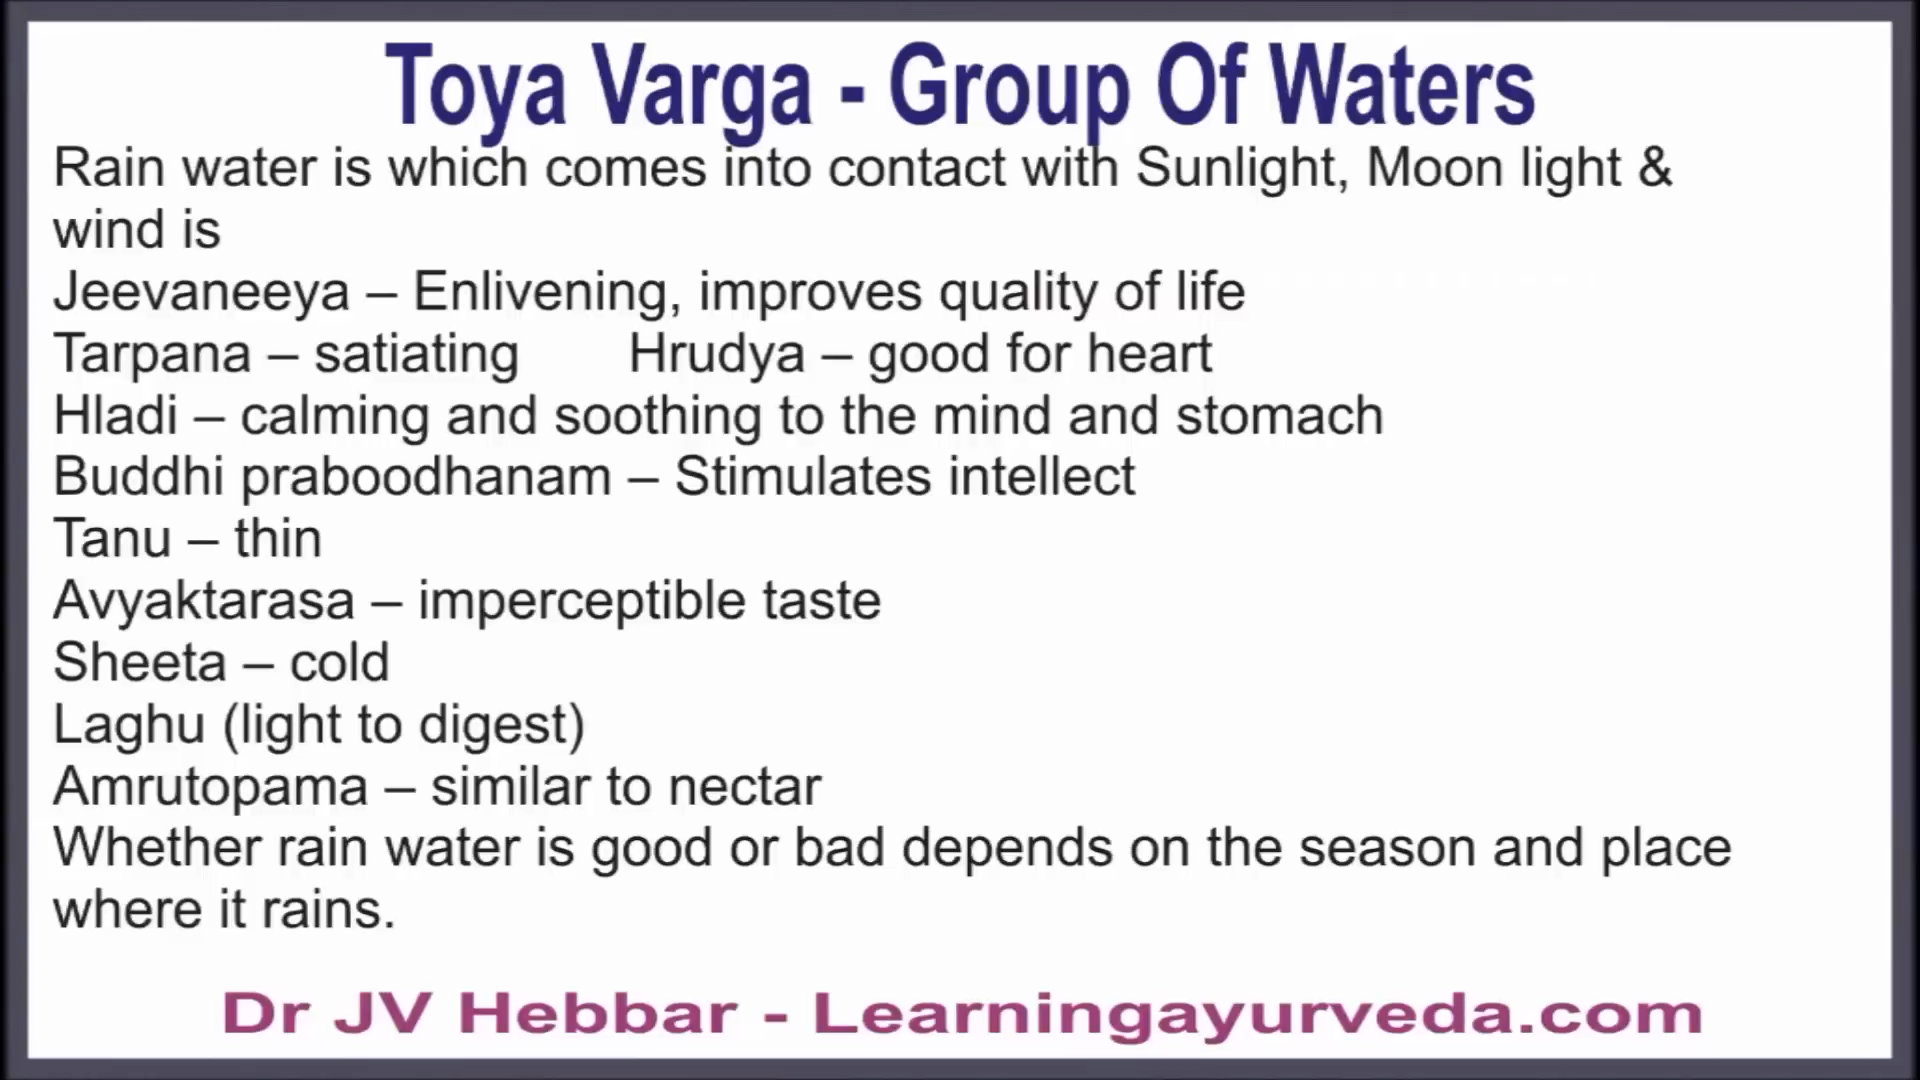 Toya Varga - Group Of Waters
Rain water is which comes into contact with Sunlight, Moon light &
wind is
Jeevaneeya – Enlivening, improves quality of life
Tarpana – satiating Hrudya – good for heart
Hladi – calming and soothing to the mind and stomach
Buddhi praboodhanam – Stimulates intellect
Tanu – thin
Avyaktarasa – imperceptible taste
Sheeta – cold
Laghu (light to digest)
Amrutopama – similar to nectar
Whether rain water is good or bad depends on the season and place
where it rains.
Dr JV Hebbar - Learningayurveda.com